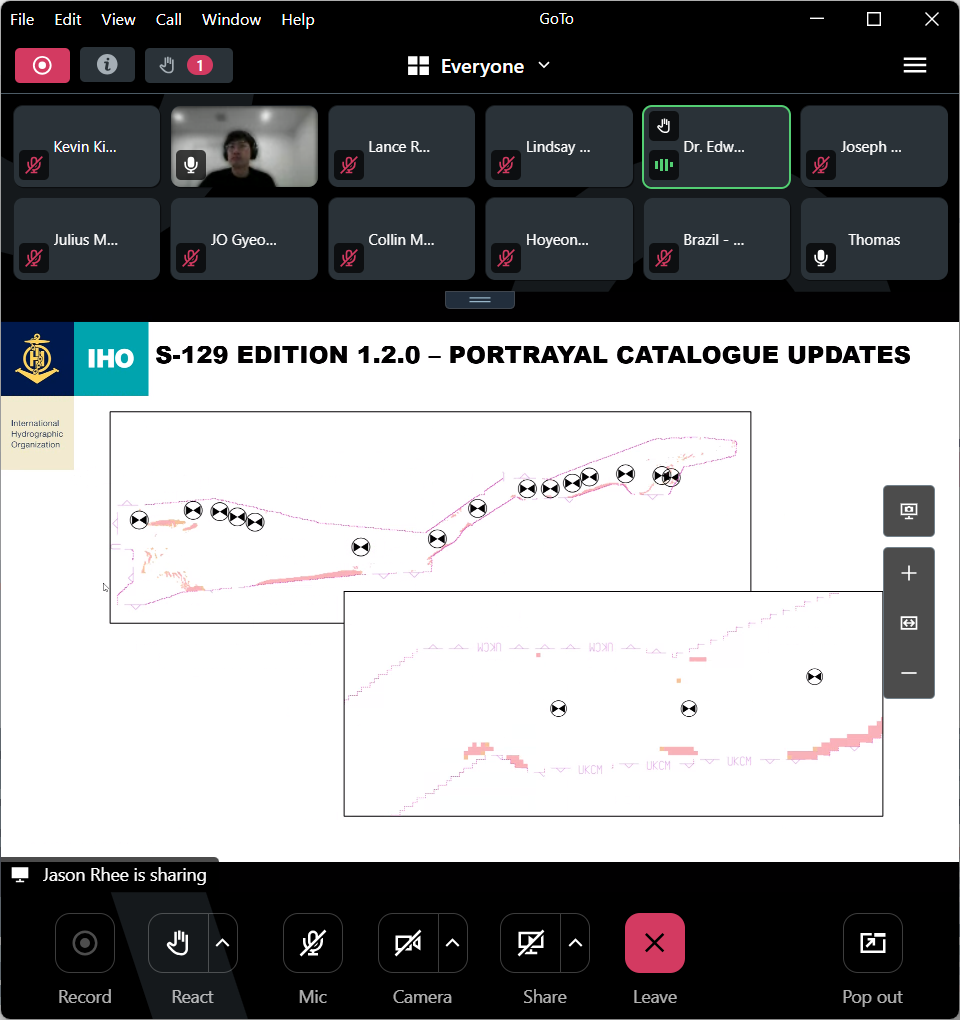 File Edit View Call Window Help GoTo
1 Everyone
Kevin Ki...
Lance R...
Lindsay ...
Dr. Edw...
Joseph ...
Julius M...
JO Gyeo...
Collin M...
Hoyeon...
Brazil - ...
Thomas
IHO
S-129 EDITION 1.2.0 – PORTRAYAL CATALOGUE UPDATES
International
Hydrographic
Organization
UKCM UKCM
UKCM UKCM UKCM
Jason Rhee is sharing
Record React Mic Camera Share Leave Pop out